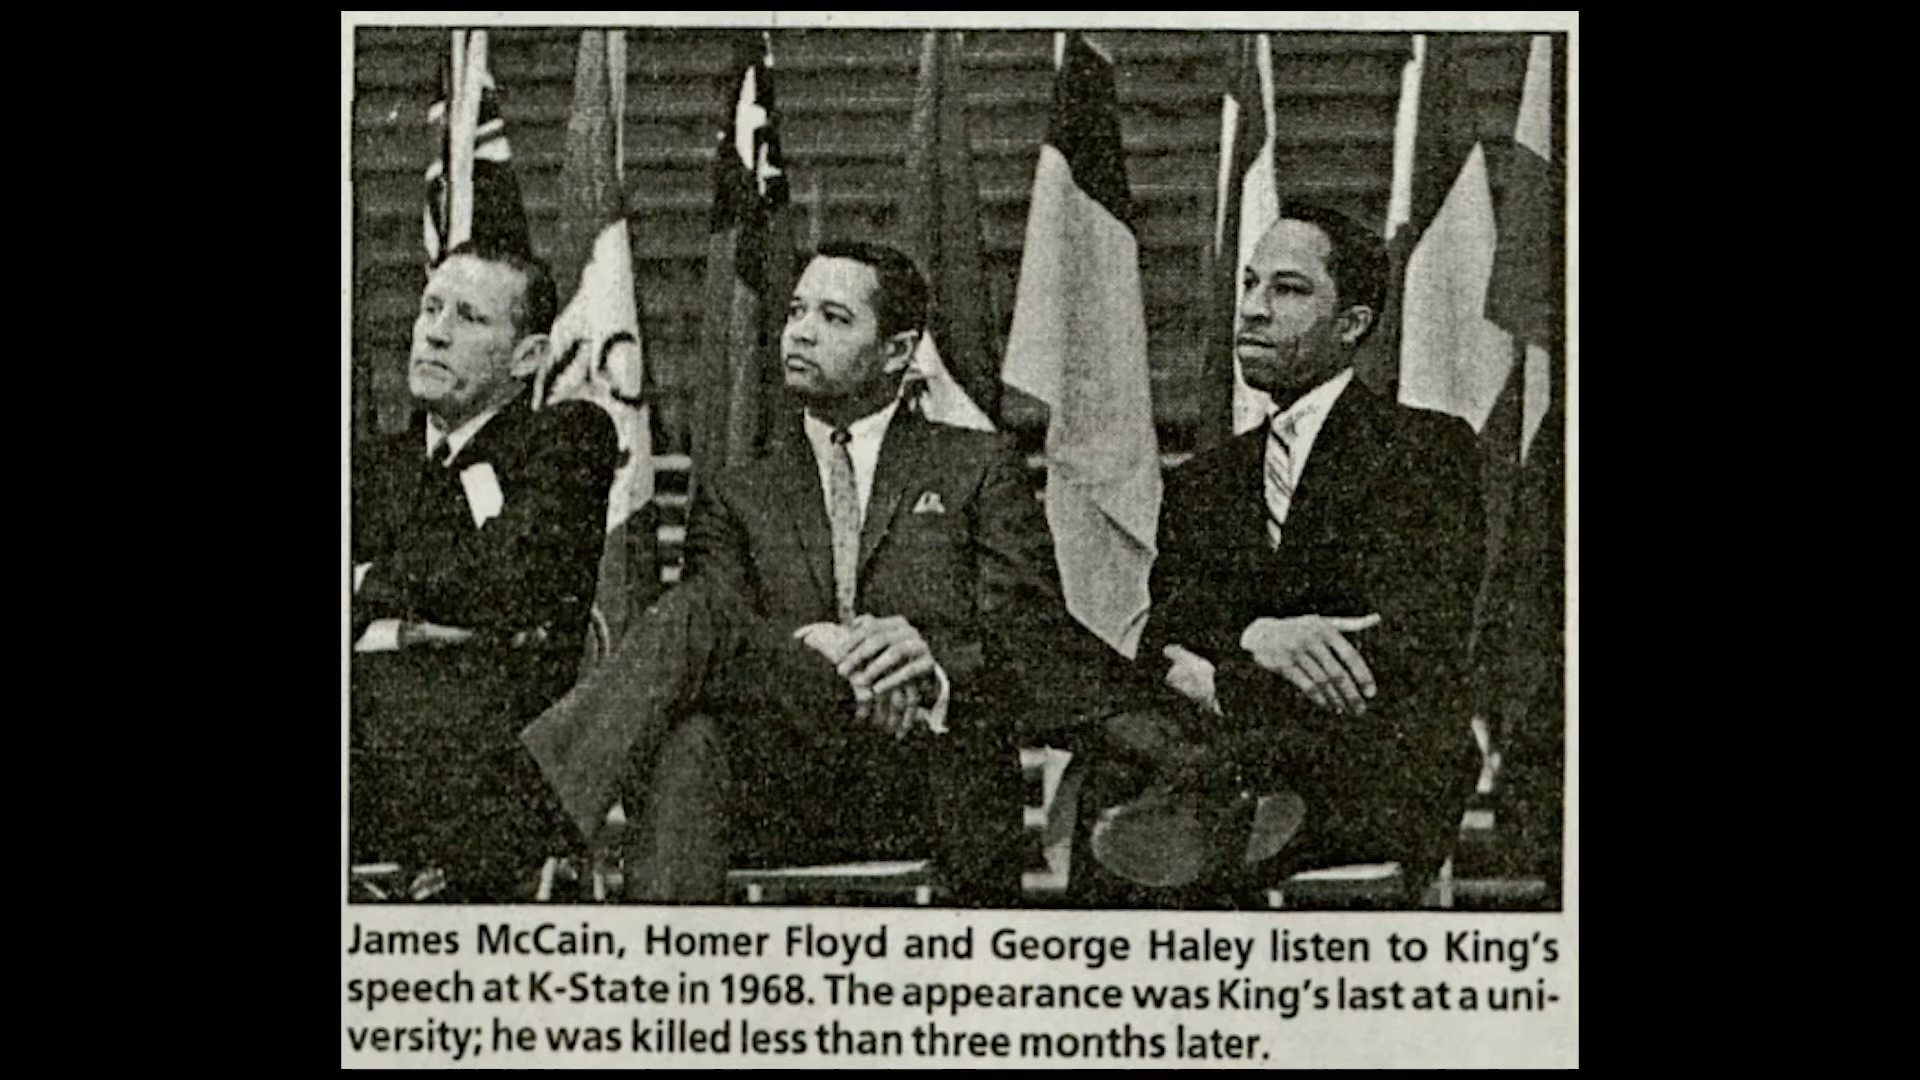 James McCain, Homer Floyd and George Haley listen to King's
speech at K-State in 1968. The appearance was King's last at a uni-
versity; he was killed less than three months later.